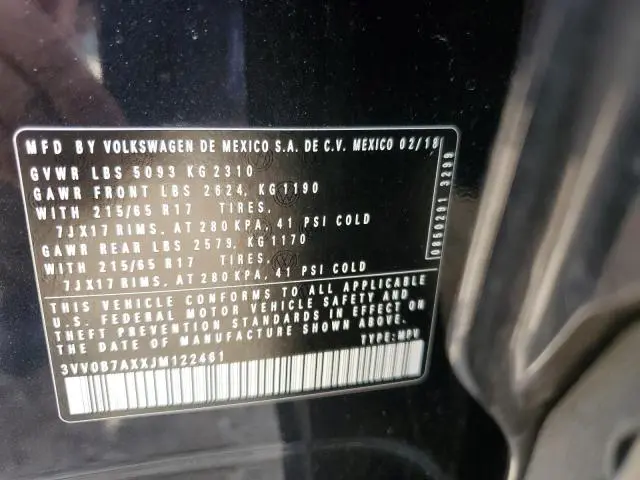 MFD BY VOLKSWAGEN DE MEXICO S.A. DE C.V. MEXICO 02/18
GVWR LBS 5093 KG 2310
GAWR FRONT LBS 2624, KG 1190
WITH 215/65 R17 TIRES,
7JX17 RIMS, AT 280 KPA, 41 PSI COLD
GAWR REAR LBS 2579, KG 1170
WITH 215/65 R17 TIRES,
7JX17 RIMS, AT 280 KPA, 41 PSI COLD
THIS VEHICLE CONFORMS TO ALL APPLICABLE
U.S. FEDERAL MOTOR VEHICLE SAFETY AND
THEFT PREVENTION STANDARDS IN EFFECT ON
THE DATE OF MANUFACTURE SHOWN ABOVE.
TYPE:MPV
3VV0B7AXXJM122461
0850291 3299